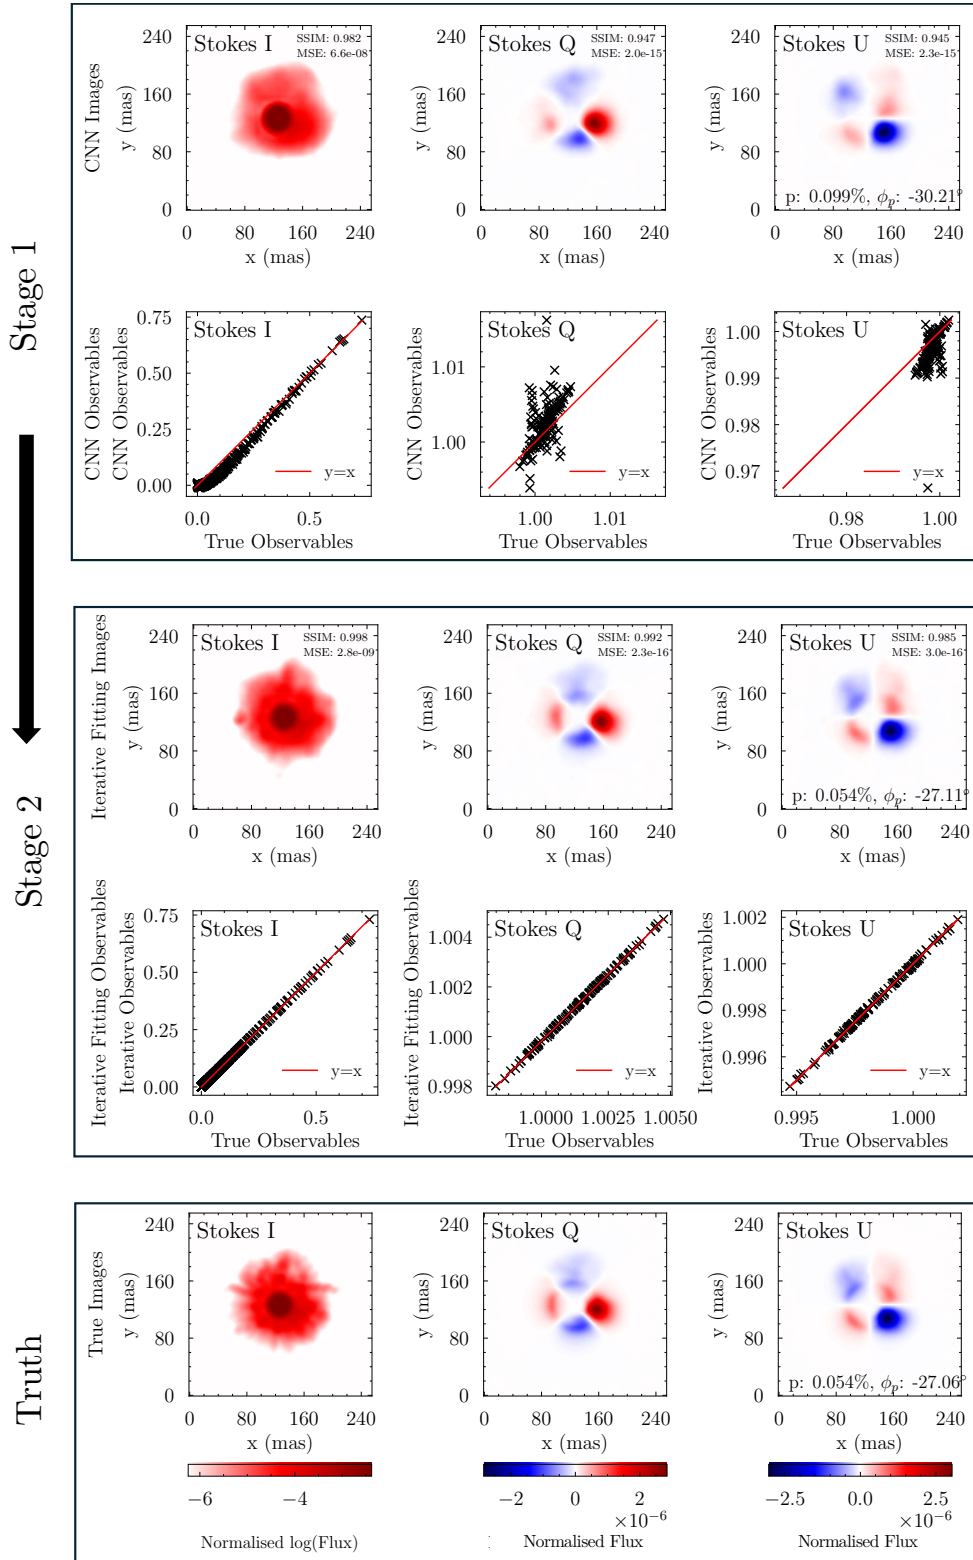 Stage 1
CNN Images
y (mas)
240
160
80
0
Stokes I
SSIM: 0.982
MSE: 6.6e-08
0 80 160 240
x (mas)
y (mas)
240
160
80
0
Stokes Q
SSIM: 0.947
MSE: 2.0e-15
0 80 160 240
x (mas)
y (mas)
240
160
80
0
Stokes U
SSIM: 0.945
MSE: 2.3e-15
p: 0.099%, ϕp: -30.21°
0 80 160 240
x (mas)
CNN Observables
CNN Observables
0.75
0.50
0.25
0.00
Stokes I
y=x
0.0 0.5
True Observables
CNN Observables
1.01
1.00
Stokes Q
y=x
1.00 1.01
True Observables
CNN Observables
1.00
0.99
0.98
0.97
Stokes U
y=x
0.98 1.00
True Observables
Stage 2
Iterative Fitting Images
y (mas)
240
160
80
0
Stokes I
SSIM: 0.998
MSE: 2.8e-09
0 80 160 240
x (mas)
y (mas)
240
160
80
0
Stokes Q
SSIM: 0.992
MSE: 2.3e-16
0 80 160 240
x (mas)
y (mas)
240
160
80
0
Stokes U
SSIM: 0.985
MSE: 3.0e-16
p: 0.054%, ϕp: -27.11°
0 80 160 240
x (mas)
Iterative Fitting Observables
Iterative Observables
0.75
0.50
0.25
0.00
Stokes I
y=x
0.0 0.5
True Observables
Iterative Fitting Observables
1.004
1.002
1.000
0.998
Stokes Q
y=x
1.0000 1.0025 1.0050
True Observables
Iterative Observables
1.002
1.000
0.998
0.996
Stokes U
y=x
0.995 1.000
True Observables
Truth
True Images
y (mas)
240
160
80
0
Stokes I
0 80 160 240
x (mas)
y (mas)
240
160
80
0
Stokes Q
0 80 160 240
x (mas)
y (mas)
240
160
80
0
Stokes U
p: 0.054%, ϕp: -27.06°
0 80 160 240
x (mas)
−6 −4
Normalised log(Flux)
−2 0 2
×10⁻⁶
Normalised Flux
−2.5 0.0 2.5
×10⁻⁶
Normalised Flux